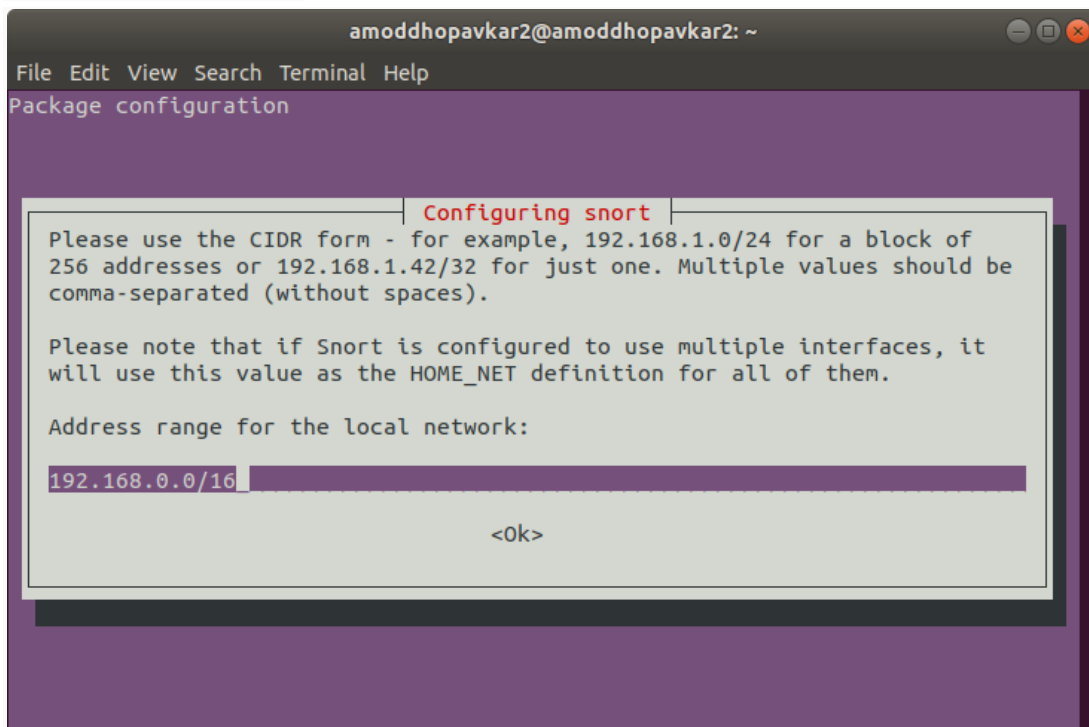 amoddhopavkar2@amoddhopavkar2: ~
File Edit View Search Terminal Help
Package configuration
Configuring snort
Please use the CIDR form - for example, 192.168.1.0/24 for a block of
256 addresses or 192.168.1.42/32 for just one. Multiple values should be
comma-separated (without spaces).
Please note that if Snort is configured to use multiple interfaces, it
will use this value as the HOME_NET definition for all of them.
Address range for the local network:
192.168.0.0/16
<Ok>